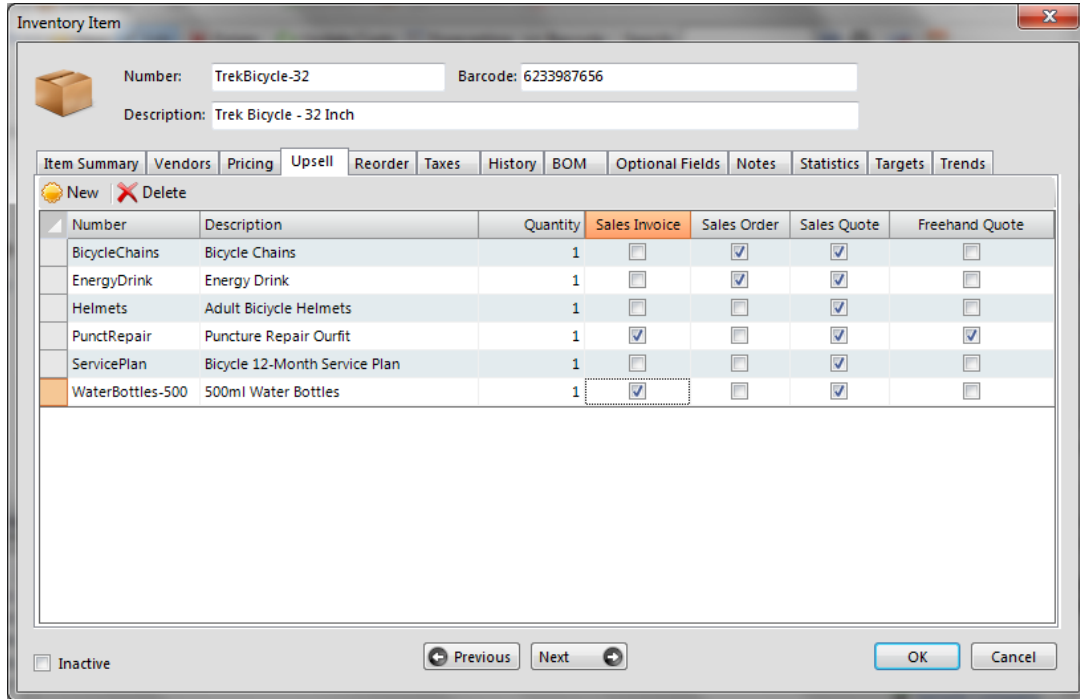 Inventory Item
Number: TrekBicycle-32 Barcode: 6233987656
Description: Trek Bicycle - 32 Inch
Item Summary Vendors Pricing Upsell Reorder Taxes History BOM Optional Fields Notes Statistics Targets Trends
New Delete
Number Description Quantity Sales Invoice Sales Order Sales Quote Freehand Quote
BicycleChains Bicycle Chains 1
EnergyDrink Energy Drink 1
Helmets Adult Biciycle Helmets 1
PunctRepair Puncture Repair Ourfit 1
ServicePlan Bicycle 12-Month Service Plan 1
WaterBottles-500 500ml Water Bottles 1
Inactive Previous Next OK Cancel